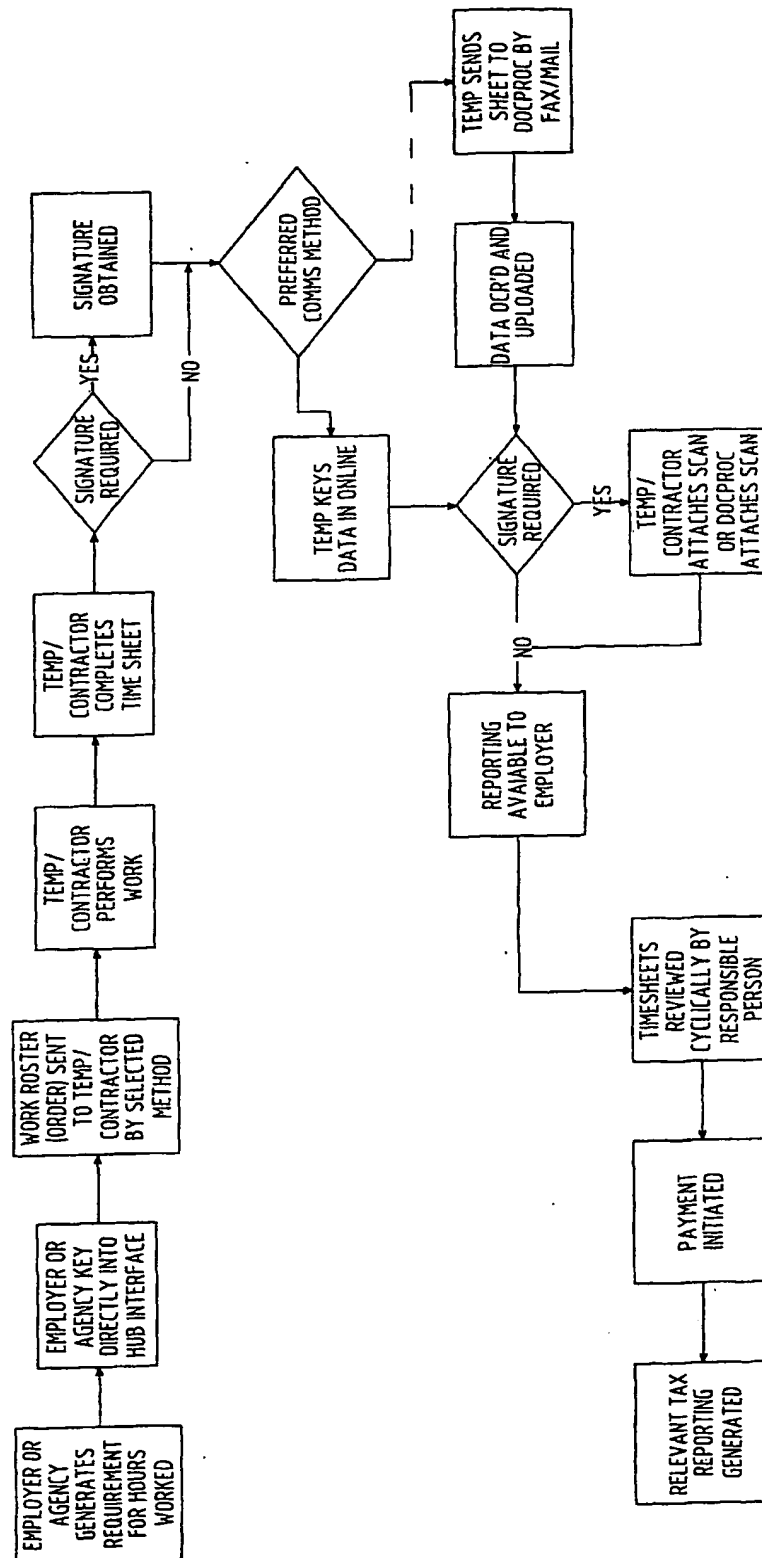 EMPLOYER OR
AGENCY
GENERATES
REQUIREMENT
FOR HOURS
WORKED
EMPLOYER OR
AGENCY KEY
DIRECTLY INTO
HUB INTERFACE
WORK ROSTER
(ORDER) SENT
TO TEMP/
CONTRACTOR
BY SELECTED
METHOD
TEMP/
CONTRACTOR
PERFORMS
WORK
TEMP/
CONTRACTOR
COMPLETES
TIME SHEET
SIGNATURE
REQUIRED
YES
NO
SIGNATURE
OBTAINED
PREFERRED
COMMS METHOD
TEMP KEYS
DATA IN ONLINE
TEMP SENDS
SHEET TO
DOCPROC BY
FAX/MAIL
DATA OCR'D AND
UPLOADED
SIGNATURE
REQUIRED
YES
NO
TEMP/
CONTRACTOR
ATTACHES SCAN
OR DOCPROC
ATTACHES SCAN
REPORTING
AVAIABLE TO
EMPLOYER
TIMESHEETS
REVIEWED
CYCLICALLY BY
RESPONSIBLE
PERSON
PAYMENT
INITIATED
RELEVANT TAX
REPORTING
GENERATED